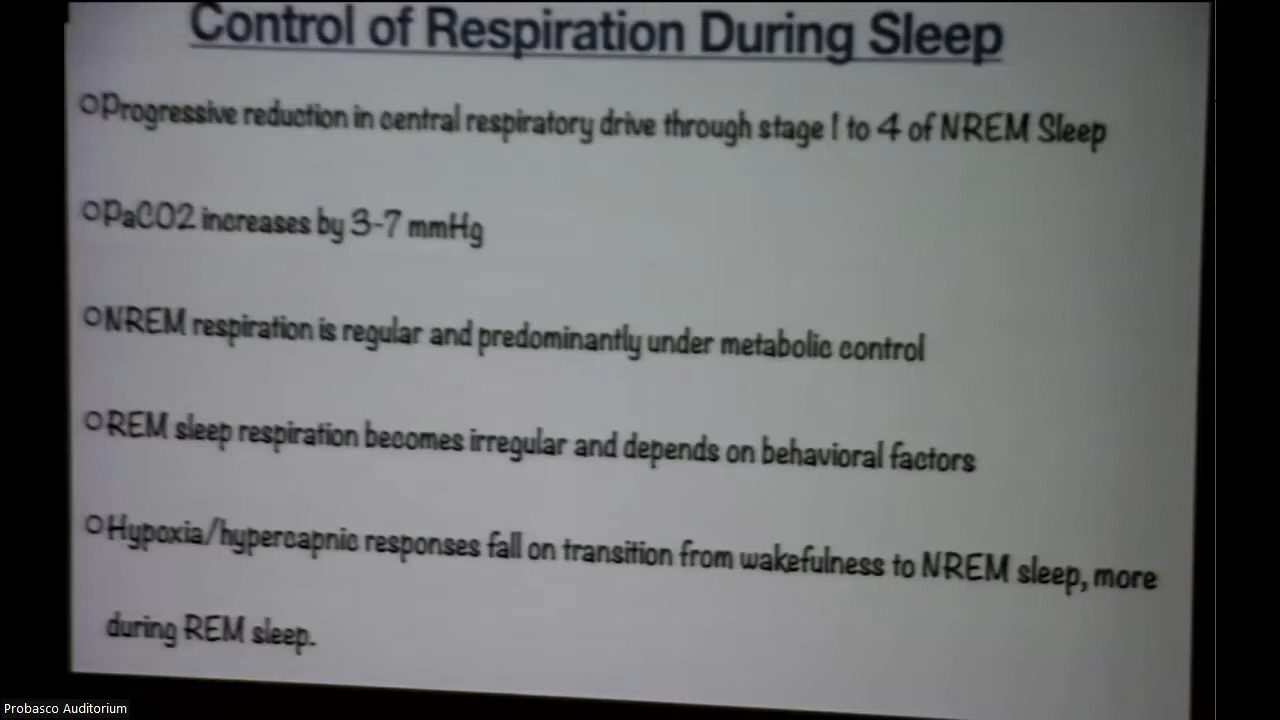 Control of Respiration During Sleep
○Progressive reduction in central respiratory drive through stage 1 to 4 of NREM Sleep
○PaCO2 increases by 3-7 mmHg
○NREM respiration is regular and predominantly under metabolic control
○REM sleep respiration becomes irregular and depends on behavioral factors
○Hypoxia/hypercapnic responses fall on transition from wakefulness to NREM sleep, more
during REM sleep.
Probasco Auditorium